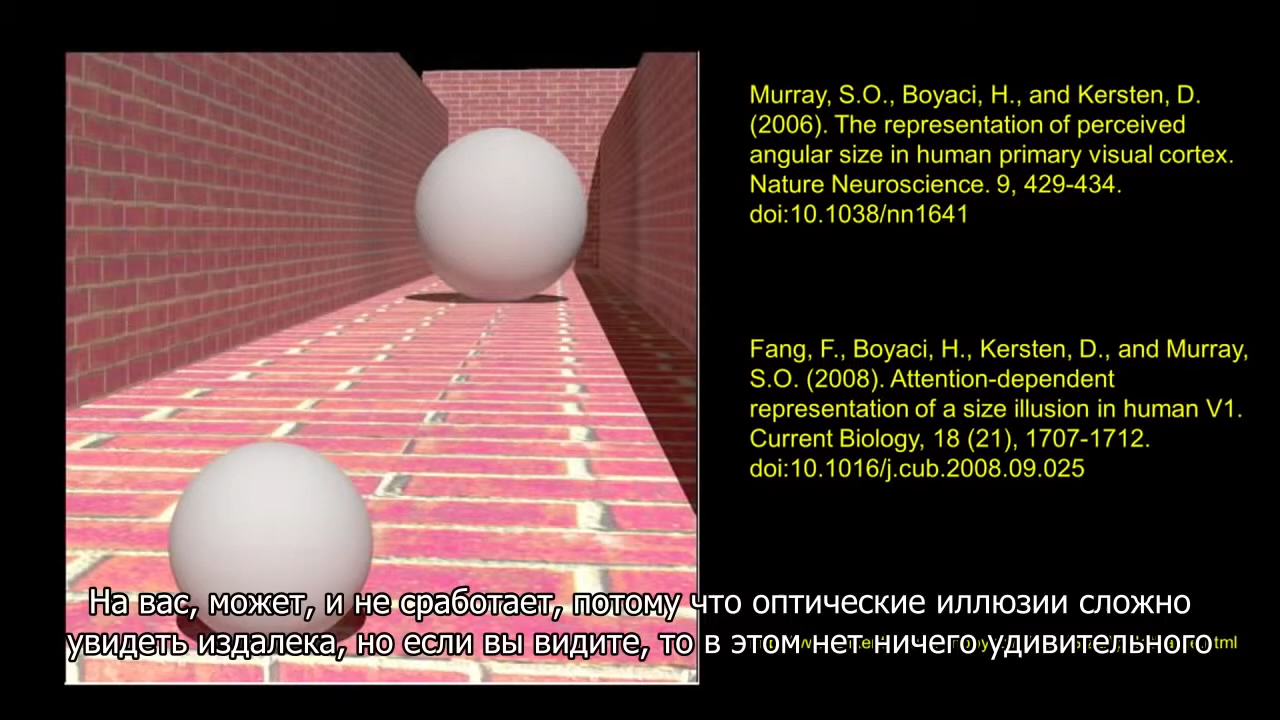 Murray, S.O., Boyaci, H., and Kersten, D.
(2006). The representation of perceived
angular size in human primary visual cortex.
Nature Neuroscience. 9, 429-434.
doi:10.1038/nn1641
Fang, F., Boyaci, H., Kersten, D., and Murray,
S.O. (2008). Attention-dependent
representation of a size illusion in human V1.
Current Biology, 18 (21), 1707-1712.
doi:10.1016/j.cub.2008.09.025
На вас, может, и не сработает, потому что оптические иллюзии сложно
увидеть издалека, но если вы видите, то в этом нет ничего удивительного